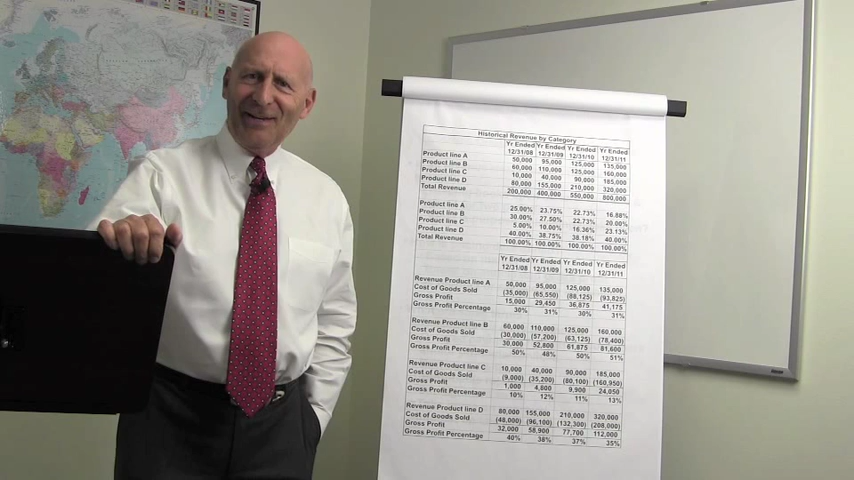 Historical Revenue by Category
Yr Ended Yr Ended Yr Ended Yr Ended
12/31/08 12/31/09 12/31/10 12/31/11
Product line A 50,000 95,000 125,000 135,000
Product line B 60,000 110,000 125,000 160,000
Product line C 10,000 40,000 90,000 185,000
Product line D 80,000 155,000 210,000 320,000
Total Revenue 200,000 400,000 550,000 800,000
Product line A 25.00% 23.75% 22.73% 16.88%
Product line B 30.00% 27.50% 22.73% 20.00%
Product line C 5.00% 10.00% 16.36% 23.13%
Product line D 40.00% 38.75% 38.18% 40.00%
Total Revenue 100.00% 100.00% 100.00% 100.00%
Yr Ended Yr Ended Yr Ended Yr Ended
12/31/08 12/31/09 12/31/10 12/31/11
Revenue Product line A 50,000 95,000 125,000 135,000
Cost of Goods Sold (35,000) (65,550) (88,125) (93,825)
Gross Profit 15,000 29,450 36,875 41,175
Gross Profit Percentage 30% 31% 30% 31%
Revenue Product line B 60,000 110,000 125,000 160,000
Cost of Goods Sold (30,000) (57,200) (63,125) (78,400)
Gross Profit 30,000 52,800 61,875 81,600
Gross Profit Percentage 50% 48% 50% 51%
Revenue Product line C 10,000 40,000 90,000 185,000
Cost of Goods Sold (9,000) (35,200) (80,100) (160,950)
Gross Profit 1,000 4,800 9,900 24,050
Gross Profit Percentage 10% 12% 11% 13%
Revenue Product line D 80,000 155,000 210,000 320,000
Cost of Goods Sold (48,000) (96,100) (132,300) (208,000)
Gross Profit 32,000 58,900 77,700 112,000
Gross Profit Percentage 40% 38% 37% 35%